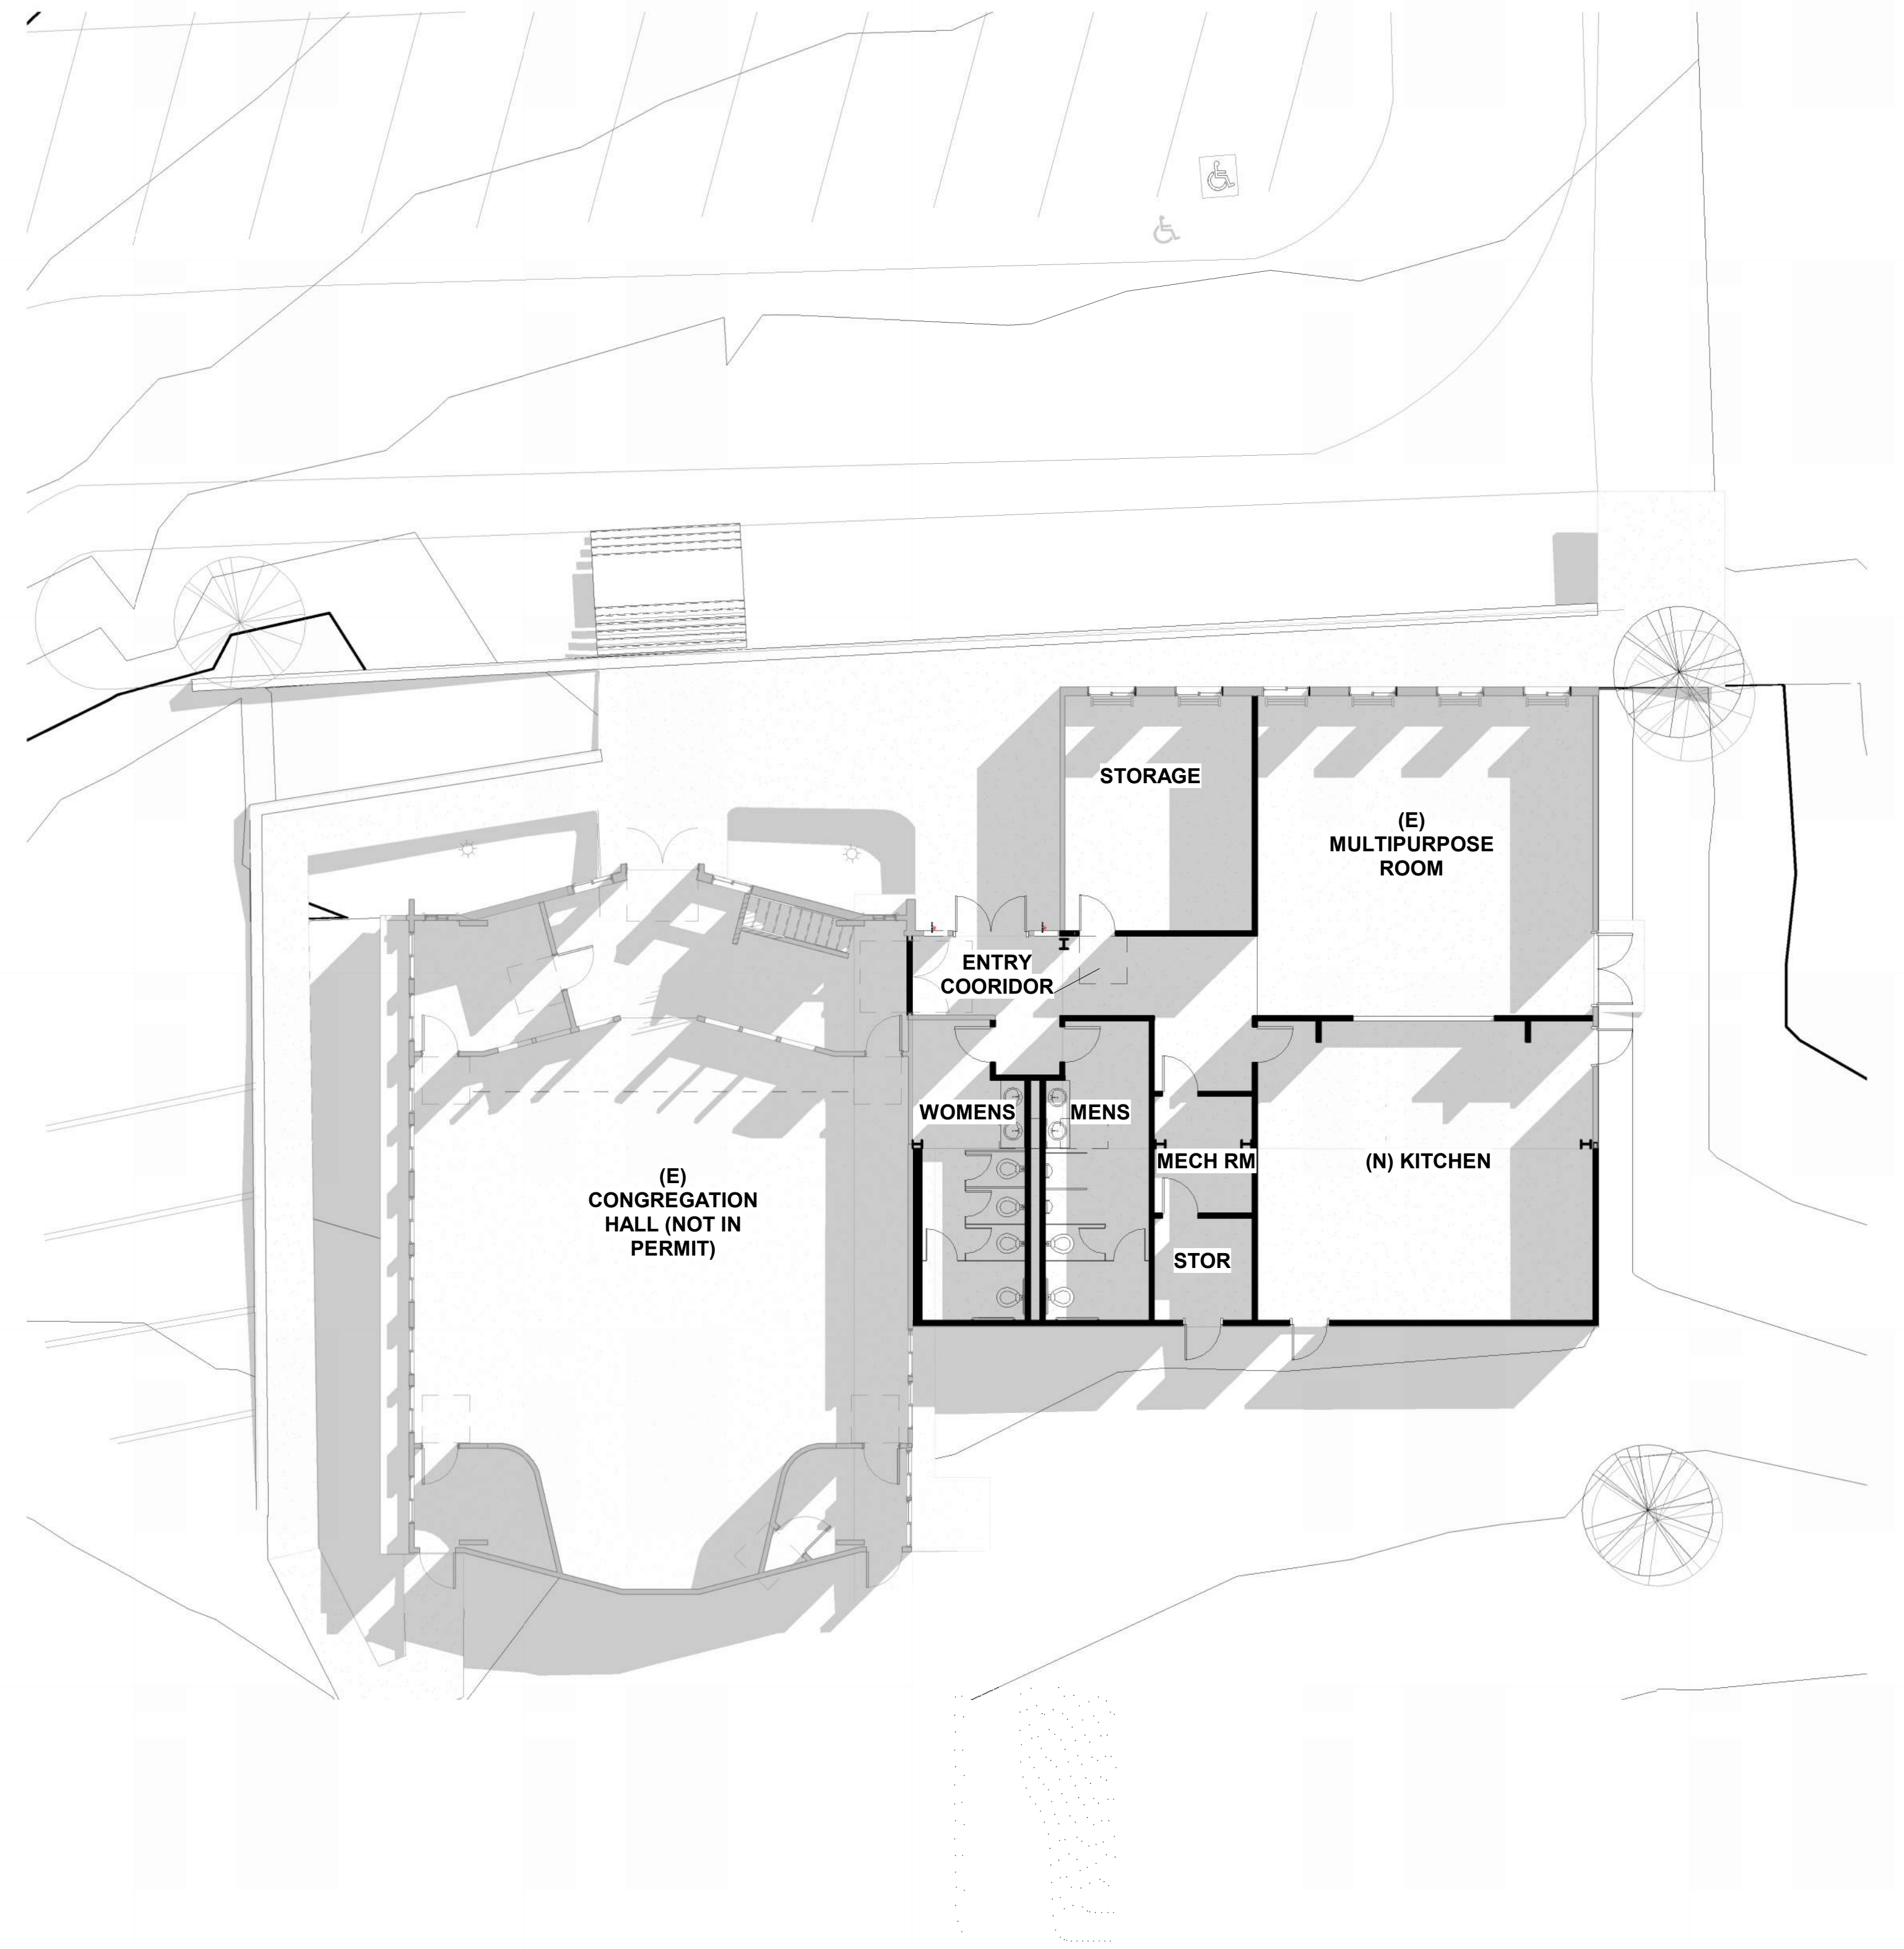 STORAGE
(E)
MULTIPURPOSE
ROOM
ENTRY
COORIDOR
WOMENS
MENS
MECH RM
(N) KITCHEN
(E)
CONGREGATION
HALL (NOT IN
PERMIT)
STOR